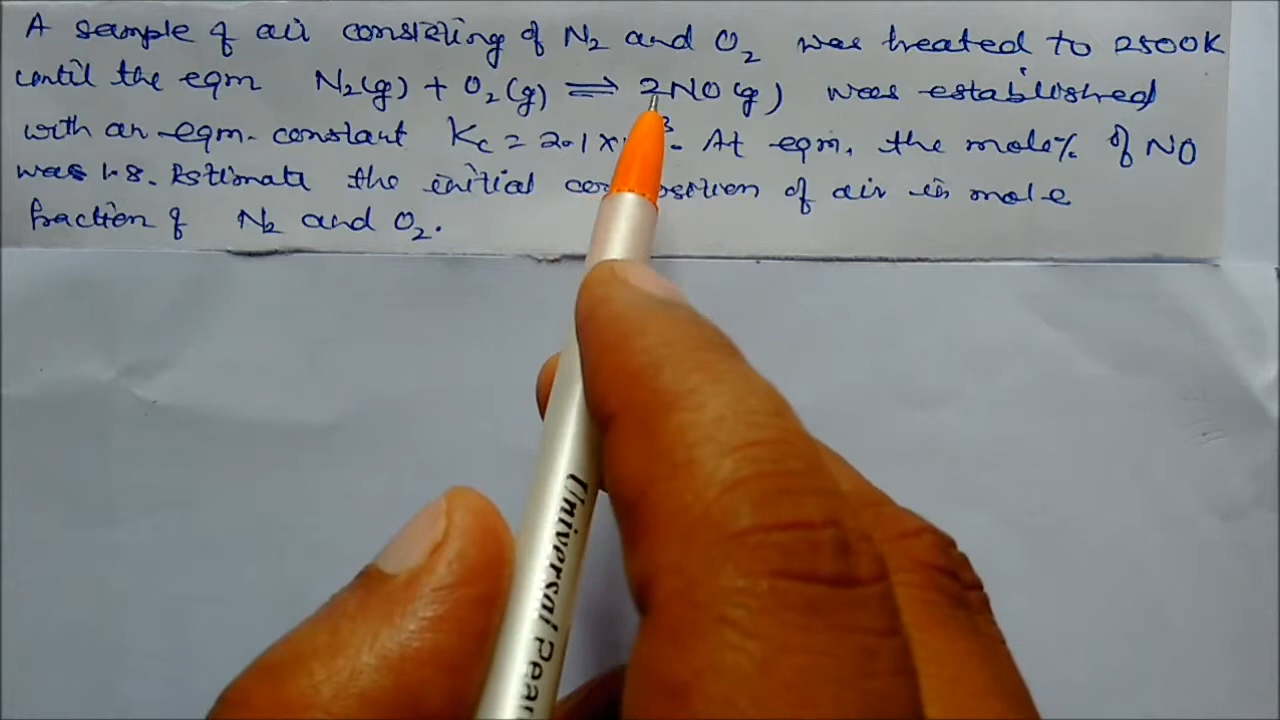 A sample of air consisting of N₂ and O₂ was heated to 2500K
until the eqm N₂(g) + O₂(g) ⇌ 2NO(g) was established
with an eqm. constant Kc = 2.1 × 3. At eqm, the mole% of NO
was 1.8. Estimate the initial composition of air in mole
fraction of N₂ and O₂.
Universal Pear